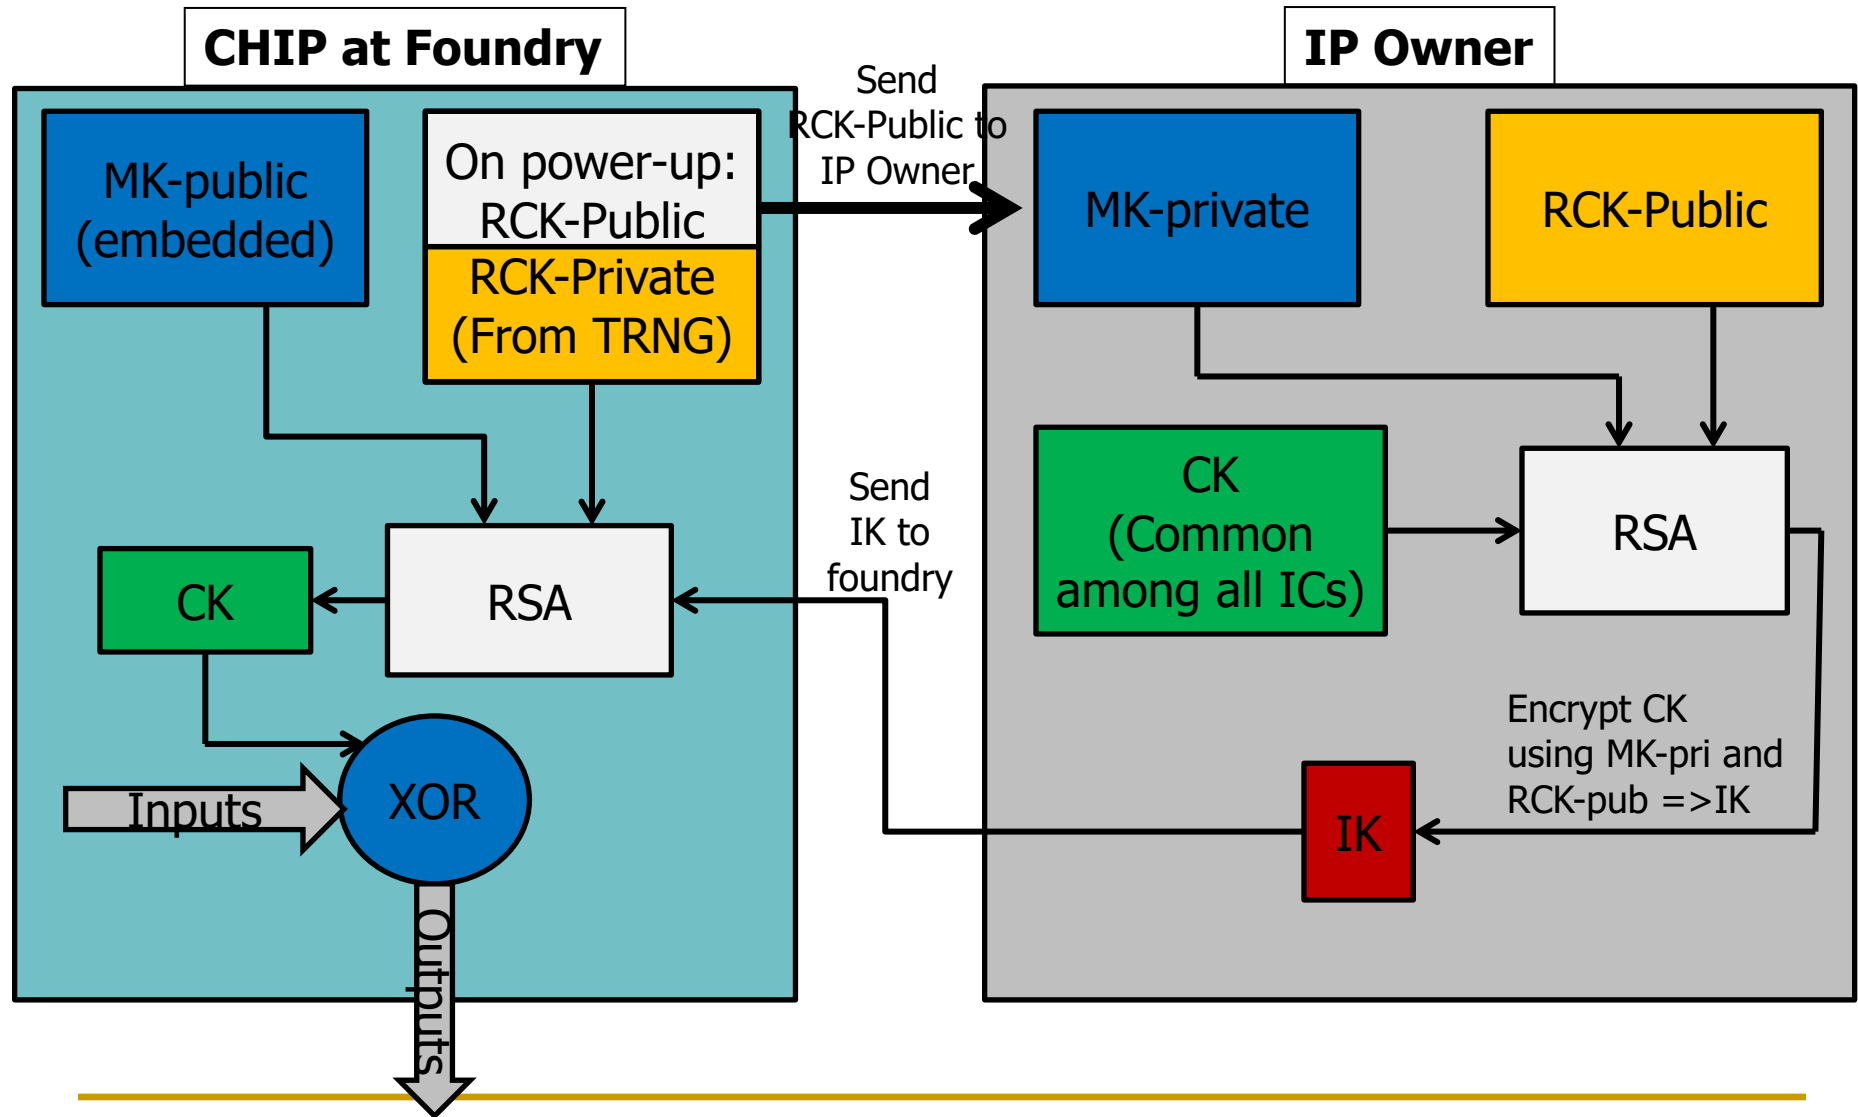 CHIP at Foundry
IP Owner
Send
RCK-Public to
IP Owner
MK-public
(embedded)
On power-up:
RCK-Public
RCK-Private
(From TRNG)
MK-private
RCK-Public
CK
(Common
among all ICs)
RSA
Send
IK to
foundry
CK
RSA
Encrypt CK
using MK-pri and
RCK-pub =>IK
Inputs
XOR
IK
Outputs